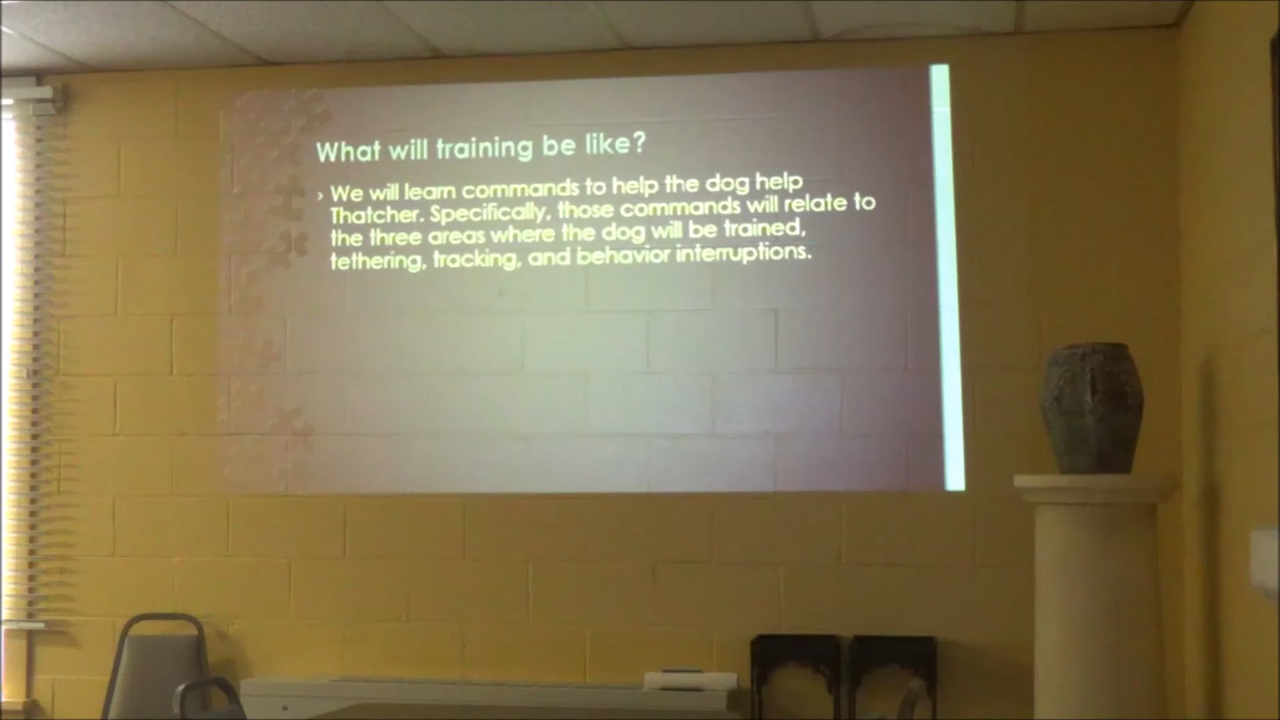 What will training be like?
› We will learn commands to help the dog help
Thatcher. Specifically, those commands will relate to
the three areas where the dog will be trained,
tethering, tracking, and behavior interruptions.